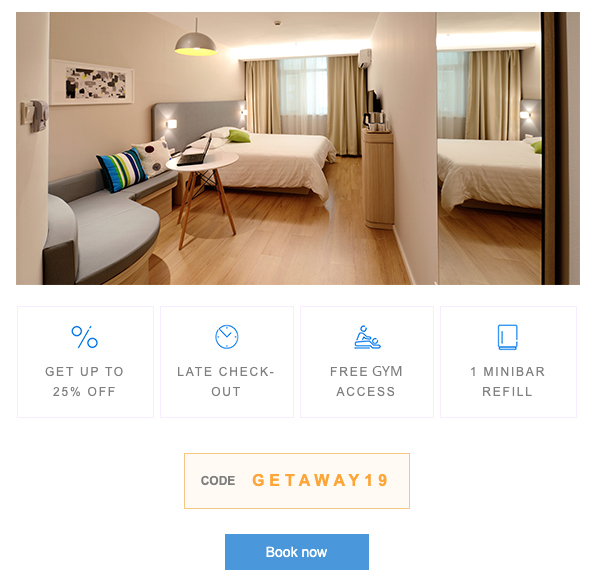 GET UP TO
25% OFF
LATE CHECK-
OUT
FREE GYM
ACCESS
1 MINIBAR
REFILL
CODE GETAWAY19
Book now